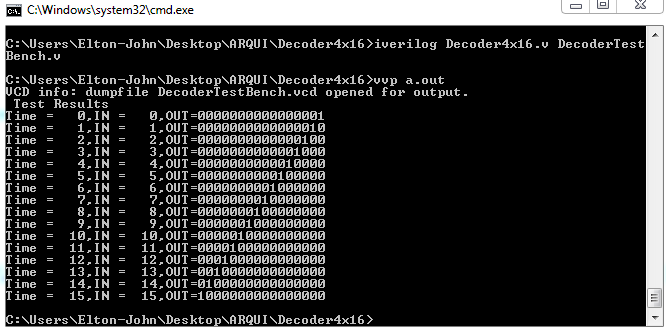 C:\Windows\system32\cmd.exe
C:\Users\Elton-John\Desktop\ARQUI\Decoder4x16>iverilog Decoder4x16.v DecoderTest
Bench.v
C:\Users\Elton-John\Desktop\ARQUI\Decoder4x16>vvp a.out
VCD info: dumpfile DecoderTestBench.vcd opened for output.
 Test Results
Time =    0,IN =    0,OUT=0000000000000001
Time =    1,IN =    1,OUT=0000000000000010
Time =    2,IN =    2,OUT=0000000000000100
Time =    3,IN =    3,OUT=0000000000001000
Time =    4,IN =    4,OUT=0000000000010000
Time =    5,IN =    5,OUT=0000000000100000
Time =    6,IN =    6,OUT=0000000001000000
Time =    7,IN =    7,OUT=0000000010000000
Time =    8,IN =    8,OUT=0000000100000000
Time =    9,IN =    9,OUT=0000001000000000
Time =   10,IN =   10,OUT=0000010000000000
Time =   11,IN =   11,OUT=0000100000000000
Time =   12,IN =   12,OUT=0001000000000000
Time =   13,IN =   13,OUT=0010000000000000
Time =   14,IN =   14,OUT=0100000000000000
Time =   15,IN =   15,OUT=1000000000000000
C:\Users\Elton-John\Desktop\ARQUI\Decoder4x16>